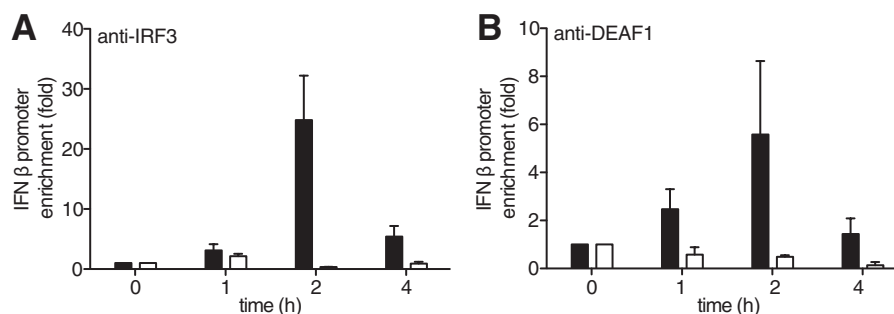 A
anti-IRF3
IFN β promoter
enrichment (fold)
40
30
20
10
0
0 1 2 4
time (h)
B
anti-DEAF1
IFN β promoter
enrichment (fold)
10
8
6
4
2
0
0 1 2 4
time (h)